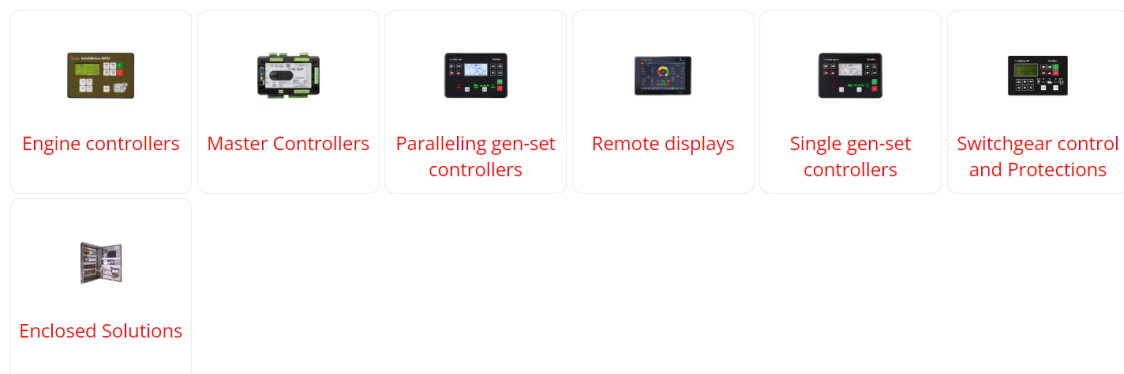 Engine controllers
Master Controllers
Paralleling gen-set
controllers
Remote displays
Single gen-set
controllers
Switchgear control
and Protections
Enclosed Solutions